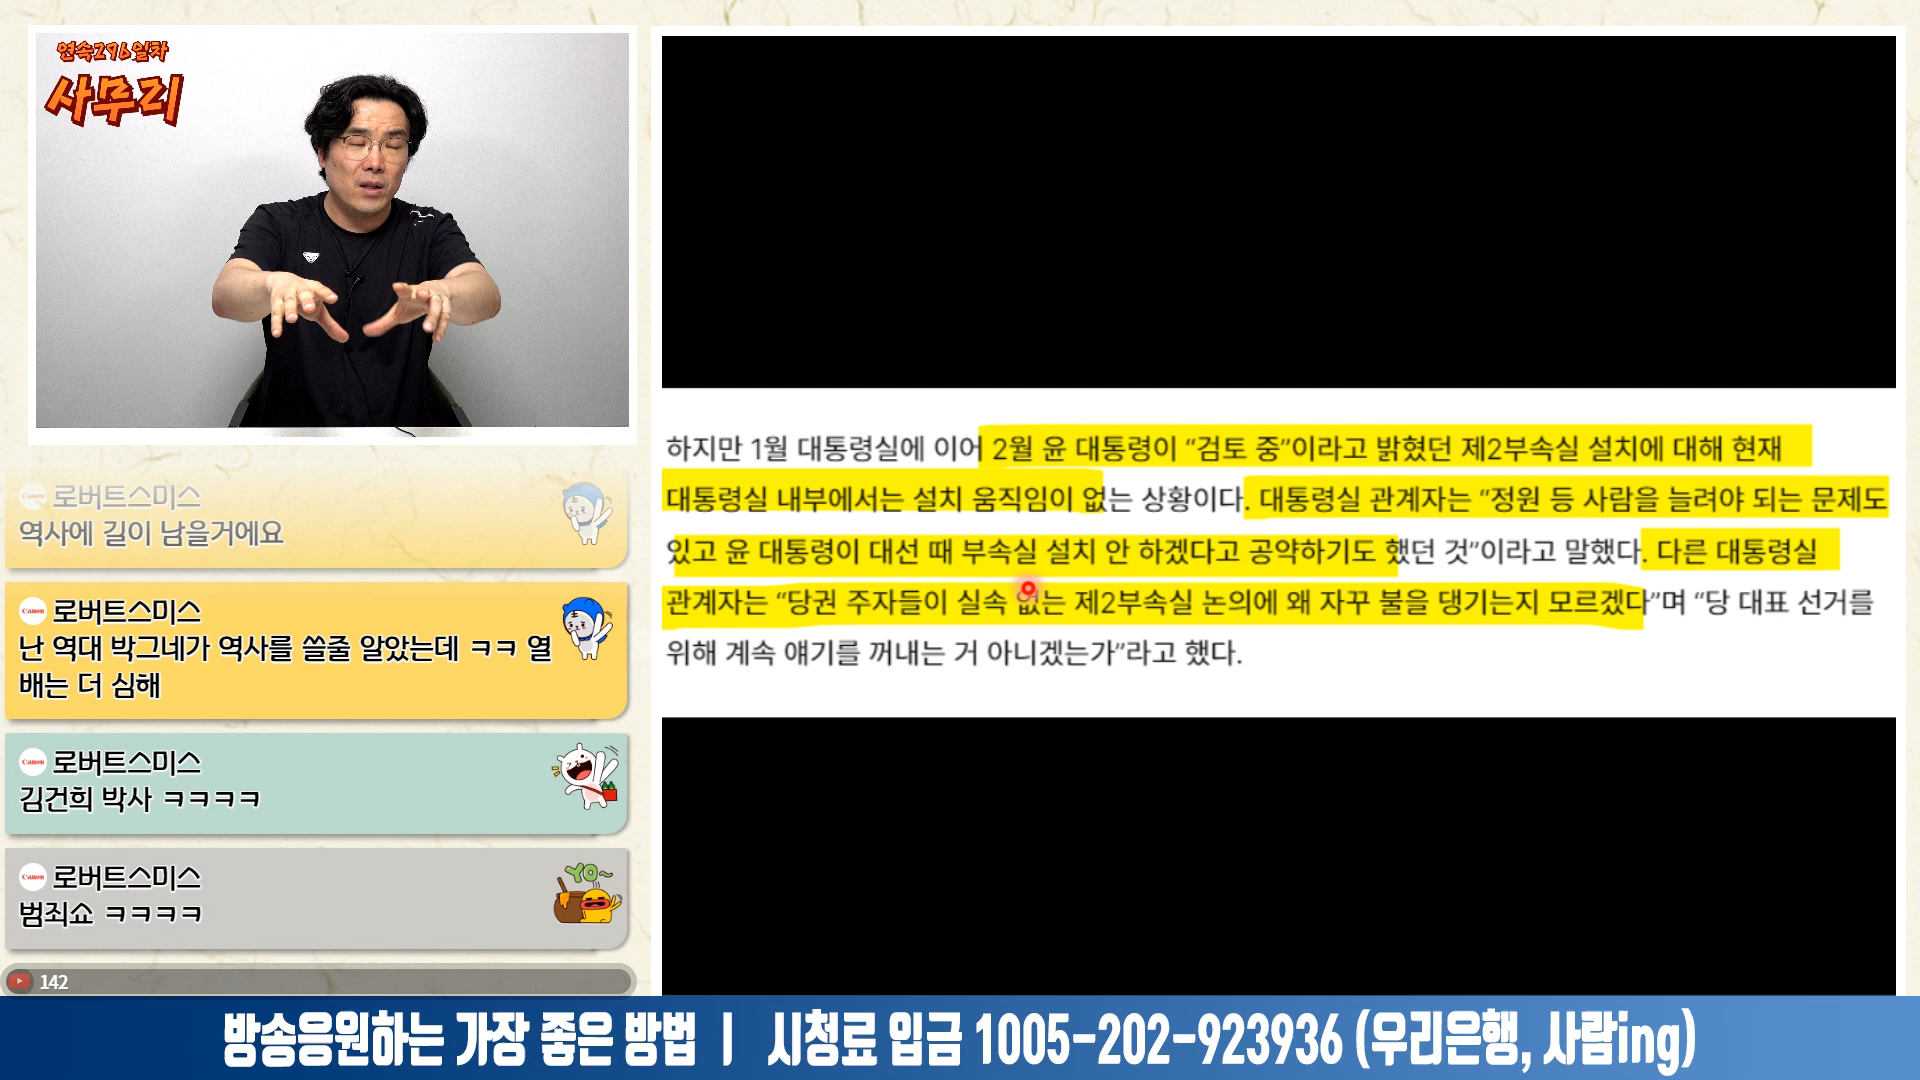 연속276일차
사무리
하지만 1월 대통령실에 이어 2월 윤 대통령이 “검토 중”이라고 밝혔던 제2부속실 설치에 대해 현재
대통령실 내부에서는 설치 움직임이 없는 상황이다. 대통령실 관계자는 “정원 등 사람을 늘려야 되는 문제도
있고 윤 대통령이 대선 때 부속실 설치 안 하겠다고 공약하기도 했던 것”이라고 말했다. 다른 대통령실
관계자는 “당권 주자들이 실속 없는 제2부속실 논의에 왜 자꾸 불을 댕기는지 모르겠다”며 “당 대표 선거를
위해 계속 얘기를 꺼내는 거 아니겠는가”라고 했다.
Canon 로버트스미스
역사에 길이 남을거에요
Canon 로버트스미스
난 역대 박그네가 역사를 쓸줄 알았는데 ㅋㅋ 열
배는 더 심해
Canon 로버트스미스
김건희 박사 ㅋㅋㅋㅋ
Canon 로버트스미스
범죄쇼 ㅋㅋㅋㅋ
YO~
142
방송응원하는 가장 좋은 방법 | 시청료 입금 1005-202-923936 (우리은행, 사람ing)